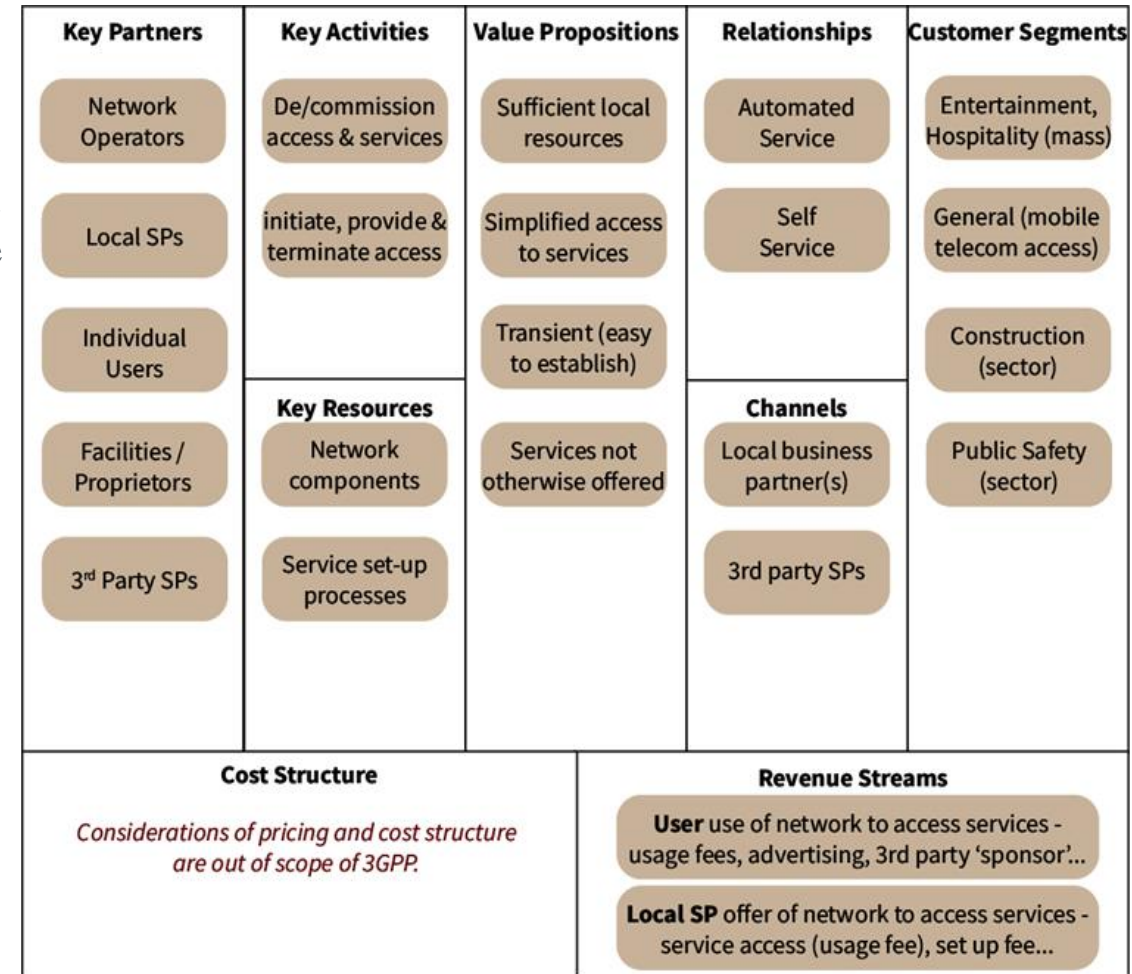 Key Partners
Network
Operators
Local SPs
Individual
Users
Facilities /
Proprietors
3rd Party SPs
Key Activities
De/commission
access & services
initiate, provide &
terminate access
Key Resources
Network
components
Service set-up
processes
Value Propositions
Sufficient local
resources
Simplified access
to services
Transient (easy
to establish)
Services not
otherwise offered
Relationships
Automated
Service
Self
Service
Channels
Local business
partner(s)
3rd party SPs
Customer Segments
Entertainment,
Hospitality (mass)
General (mobile
telecom access)
Construction
(sector)
Public Safety
(sector)
Cost Structure
Considerations of pricing and cost structure
are out of scope of 3GPP.
Revenue Streams
User use of network to access services -
usage fees, advertising, 3rd party ‘sponsor’...
Local SP offer of network to access services -
service access (usage fee), set up fee...